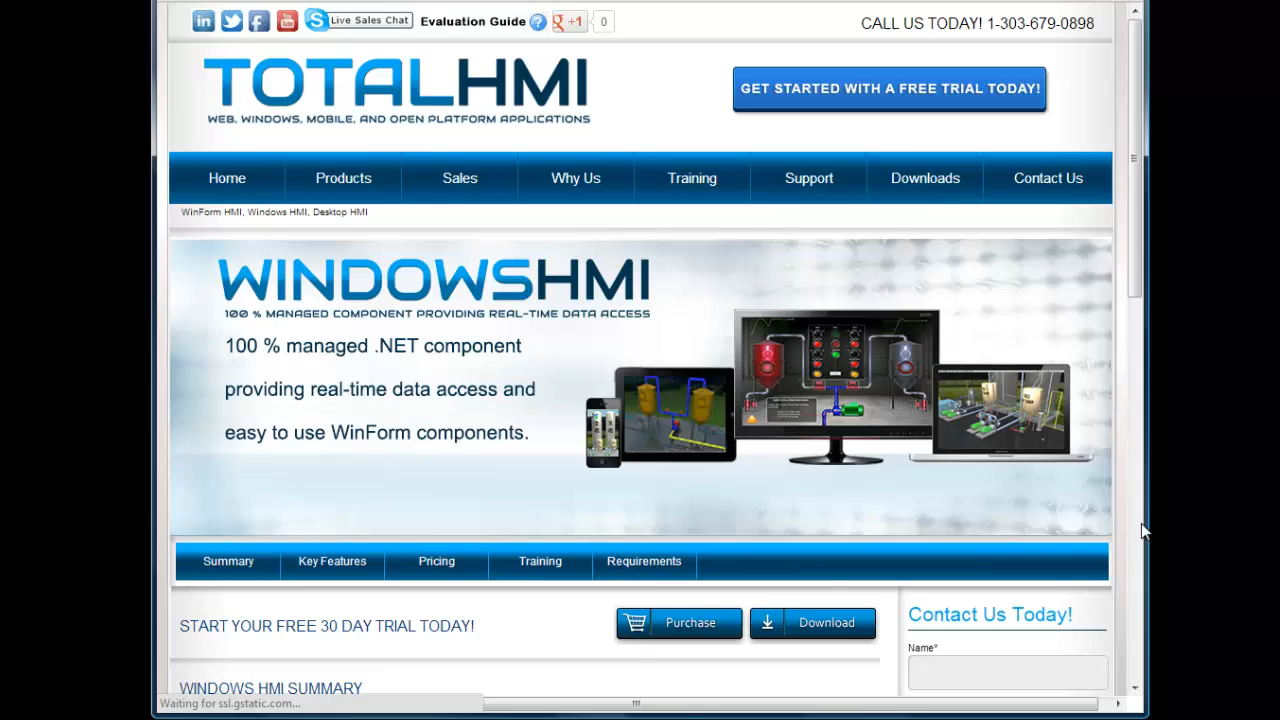 in Live Sales Chat Evaluation Guide ? g +1 0 CALL US TODAY! 1-303-679-0898
TOTALHMI
WEB, WINDOWS, MOBILE, AND OPEN PLATFORM APPLICATIONS
GET STARTED WITH A FREE TRIAL TODAY!
Home Products Sales Why Us Training Support Downloads Contact Us
WinForm HMI, Windows HMI, Desktop HMI
WINDOWSHMI
100 % MANAGED COMPONENT PROVIDING REAL-TIME DATA ACCESS
100 % managed .NET component
providing real-time data access and
easy to use WinForm components.
Summary Key Features Pricing Training Requirements
START YOUR FREE 30 DAY TRIAL TODAY! Purchase Download
Contact Us Today!
Name*
WINDOWS HMI SUMMARY
Waiting for ssl.gstatic.com...